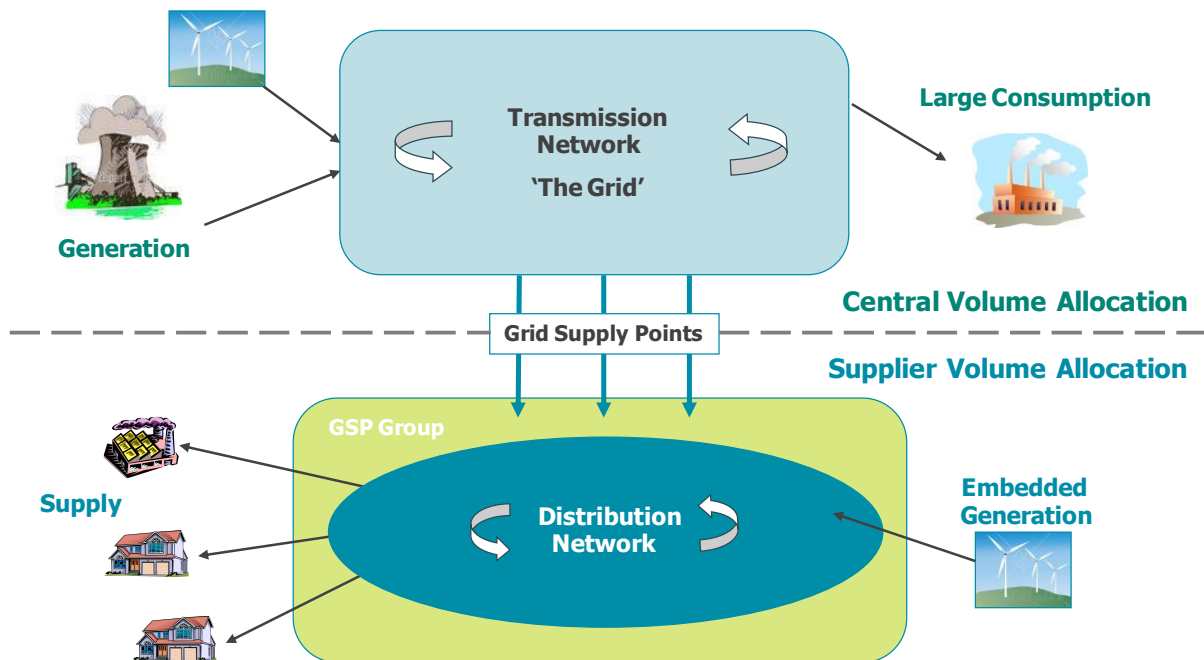 Transmission
Network
‘The Grid’
Large Consumption
Generation
Central Volume Allocation
Grid Supply Points
Supplier Volume Allocation
GSP Group
Supply
Distribution
Network
Embedded
Generation